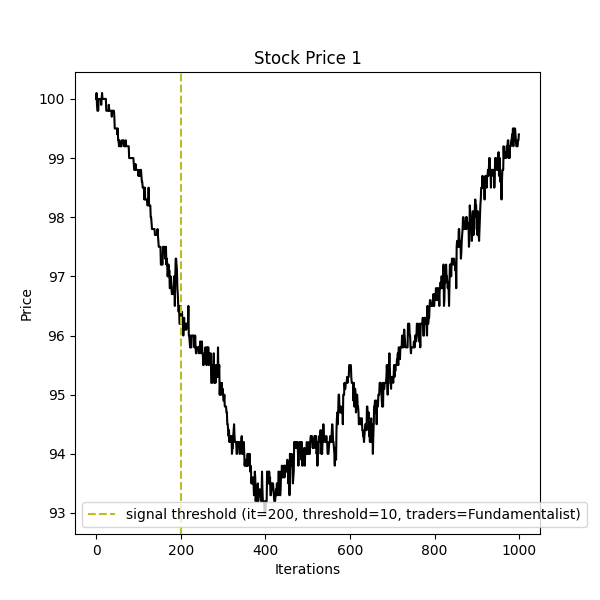 Stock Price 1
100
99
98
97
96
95
94
93
Price
signal threshold (it=200, threshold=10, traders=Fundamentalist)
0 200 400 600 800 1000
Iterations